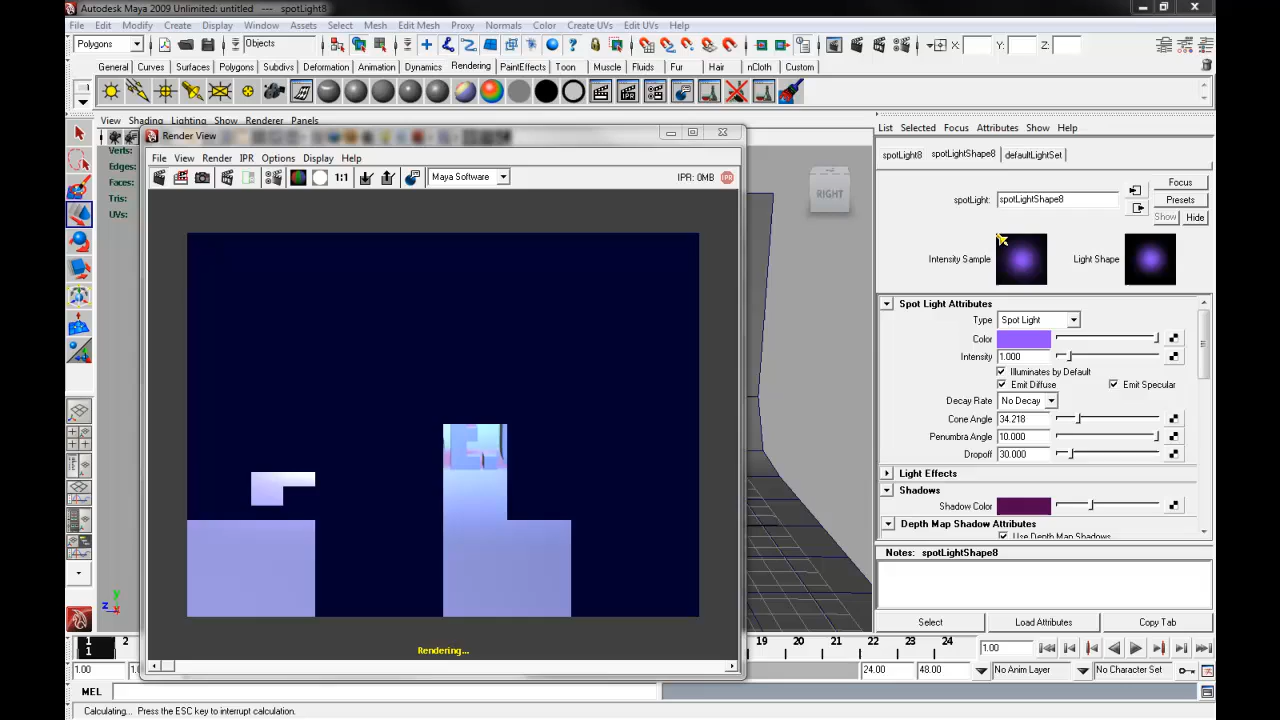 Autodesk Maya 2009 Unlimited: untitled --- spotLight8
File Edit Modify Create Display Window Assets Select Mesh Edit Mesh Proxy Normals Color Create UVs Edit UVs Help
Polygons Objects X: Y: Z:
General Curves Surfaces Polygons Subdivs Deformation Animation Dynamics Rendering PaintEffects Toon Muscle Fluids Fur Hair nCloth Custom
View Shading Lighting Show Renderer Panels
List Selected Focus Attributes Show Help
Render View
Verts:
Edges:
Faces:
Tris:
UVs:
File View Render IPR Options Display Help
1:1 Maya Software IPR: 0MB IPR
spotLight8 spotLightShape8 defaultLightSet
RIGHT
Focus
spotLight: spotLightShape8 Presets
Show Hide
Intensity Sample Light Shape
Spot Light Attributes
Type Spot Light
Color
Intensity 1.000
Illuminates by Default
Emit Diffuse Emit Specular
Decay Rate No Decay
Cone Angle 34.218
Penumbra Angle 10.000
Dropoff 30.000
Light Effects
Shadows
Shadow Color
Depth Map Shadow Attributes
Use Depth Map Shadows
Notes: spotLightShape8
Select Load Attributes Copy Tab
y
z x
Rendering...
1 2 19 20 21 22 23 24 1.00
1
1.00 24.00 48.00 No Anim Layer No Character Set
MEL
Calculating... Press the ESC key to interrupt calculation.